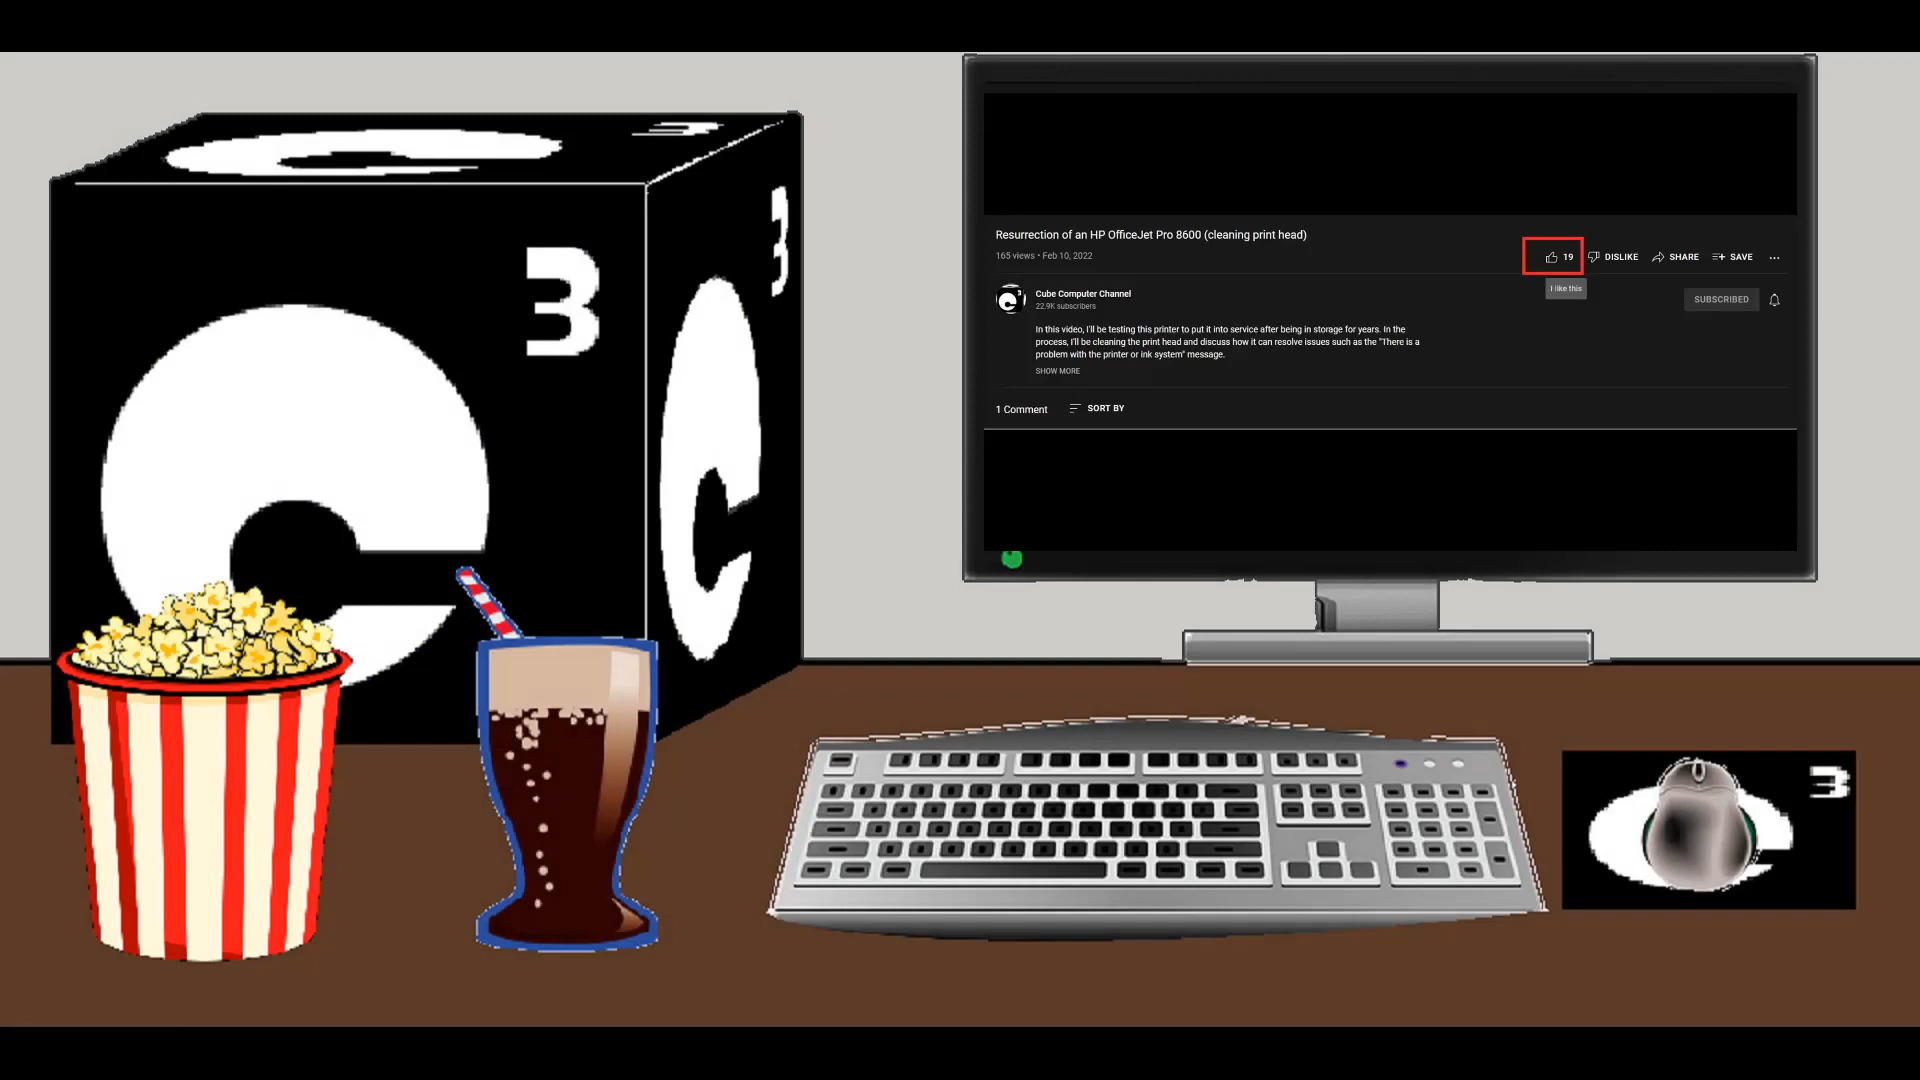 3
3
3
Resurrection of an HP OfficeJet Pro 8600 (cleaning print head)
165 views • Feb 10, 2022
19 DISLIKE SHARE SAVE ...
I like this
Cube Computer Channel
22.9K subscribers
SUBSCRIBED
In this video, I'll be testing this printer to put it into service after being in storage for years. In the
process, I'll be cleaning the print head and discuss how it can resolve issues such as the "There is a
problem with the printer or ink system" message.
SHOW MORE
1 Comment SORT BY
C
C
C
3